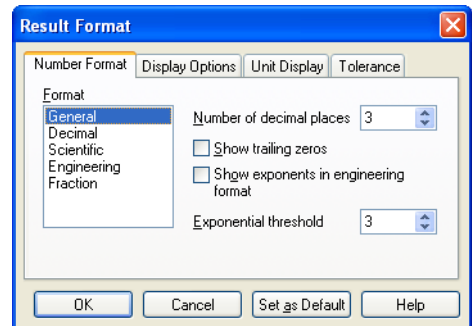 Result Format
Number Format
Display Options
Unit Display
Tolerance
Format
General
Decimal
Scientific
Engineering
Fraction
Number of decimal places 3
Show trailing zeros
Show exponents in engineering
format
Exponential threshold 3
OK
Cancel
Set as Default
Help